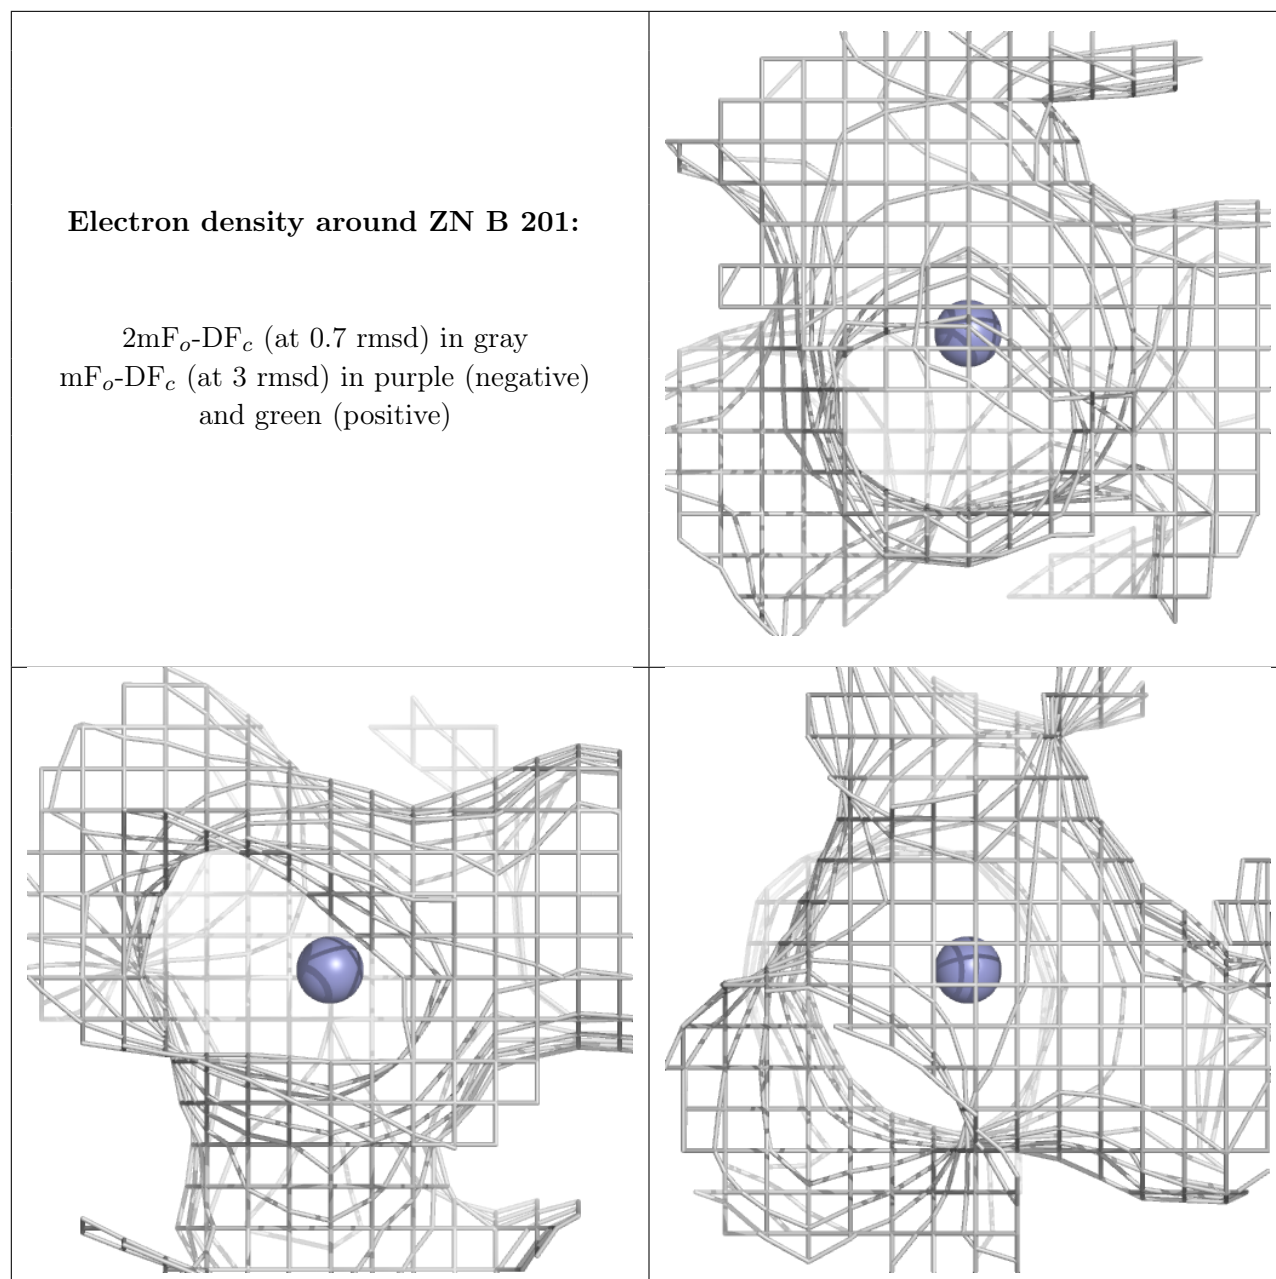 Electron density around ZN B 201:
2mFo-DFc (at 0.7 rmsd) in gray
mFo-DFc (at 3 rmsd) in purple (negative)
and green (positive)